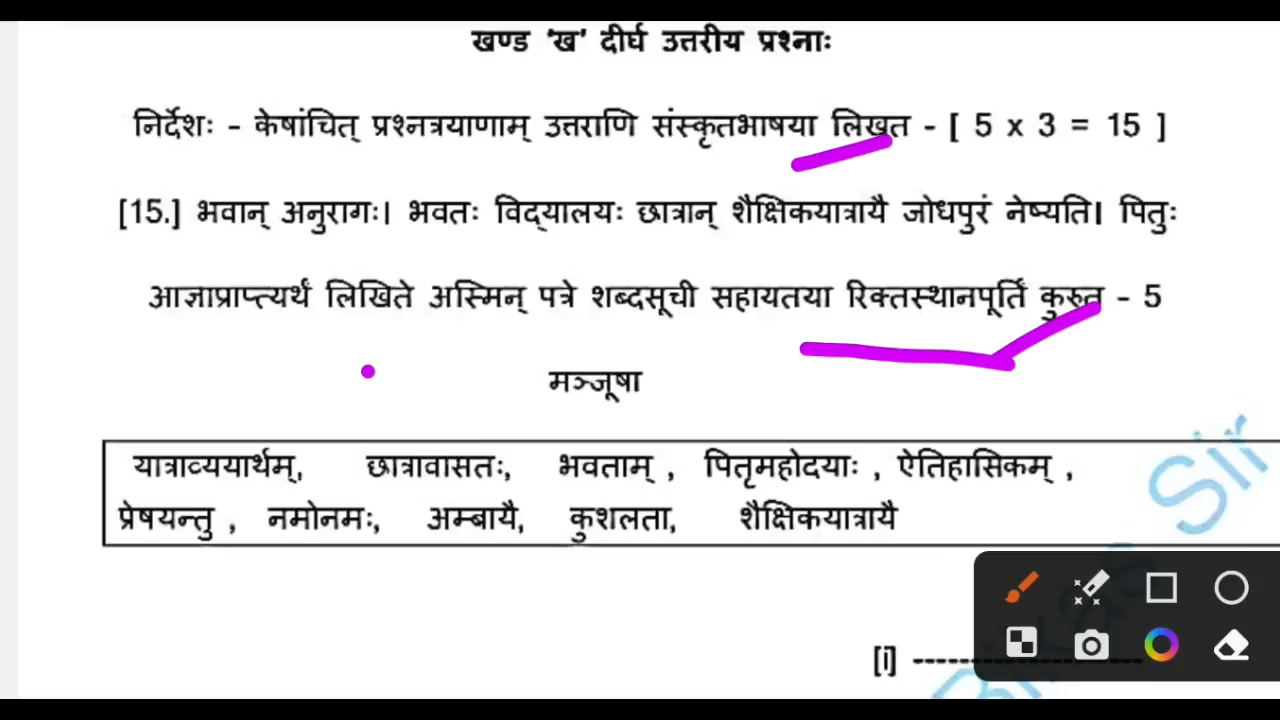 खण्ड ‘ख’ दीर्घ उत्तरीय प्रश्नाः
निर्देशः - केषांचित् प्रश्नत्रयाणाम् उत्तराणि संस्कृतभाषया लिखत - [ 5 x 3 = 15 ]
[15.] भवान् अनुरागः। भवतः विद्यालयः छात्रान् शैक्षिकयात्रायै जोधपुरं नेष्यति। पितुः
आज्ञाप्राप्त्यर्थं लिखिते अस्मिन् पत्रे शब्दसूची सहायतया रिक्तस्थानपूर्तिं कुरुत - 5
मञ्जूषा
यात्राव्ययार्थम्, छात्रावासतः, भवताम् , पितृमहोदयाः , ऐतिहासिकम् ,
प्रेषयन्तु , नमोनमः, अम्बायै, कुशलता, शैक्षिकयात्रायै
[i] --------------------
Sir